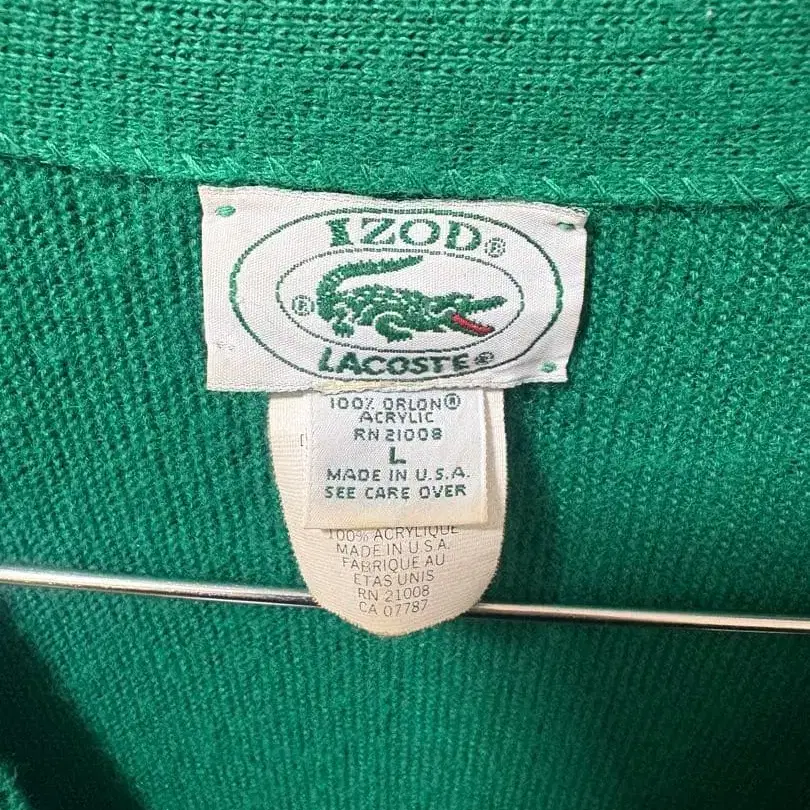 IZOD®
®
LACOSTE®
100% ORLON®
ACRYLIC
RN 21008
L
MADE IN U.S.A.
SEE CARE OVER
100% ACRYLIQUE
MADE IN U.S.A.
FABRIQUE AU
ETAS UNIS
RN 21008
CA 07787